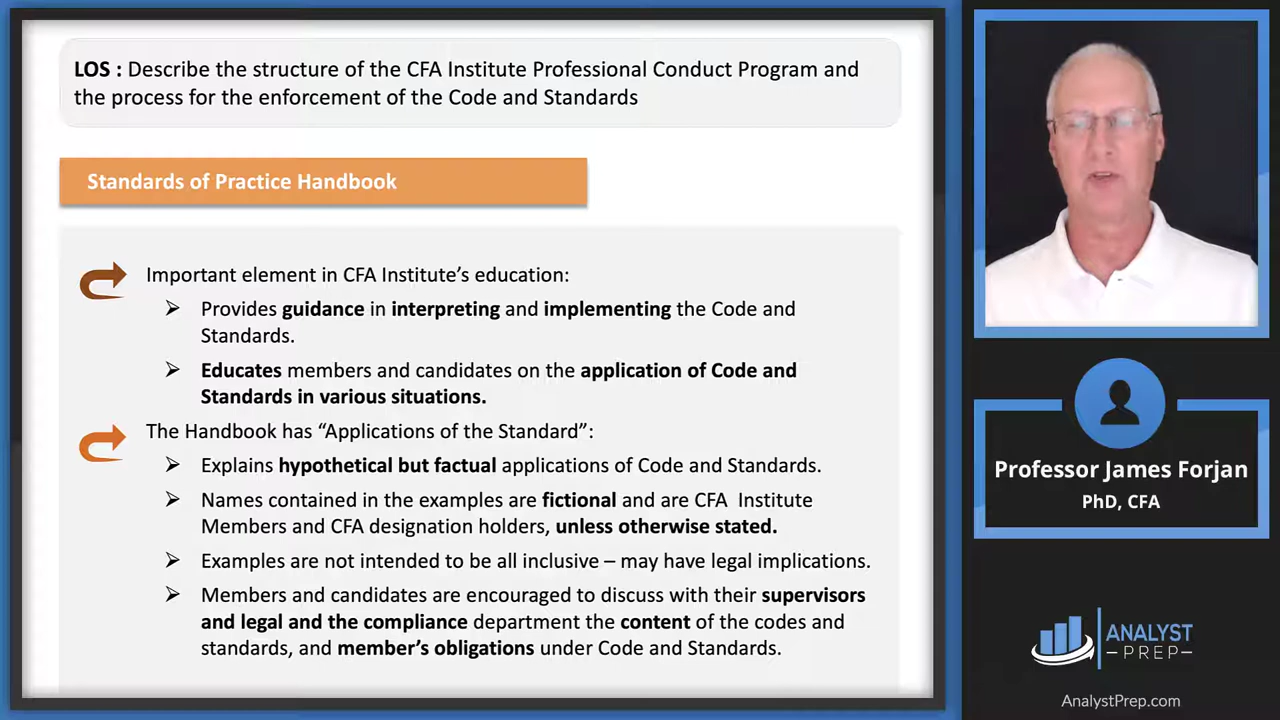 LOS : Describe the structure of the CFA Institute Professional Conduct Program and
the process for the enforcement of the Code and Standards
Standards of Practice Handbook
Important element in CFA Institute’s education:
➢ Provides guidance in interpreting and implementing the Code and
Standards.
➢ Educates members and candidates on the application of Code and
Standards in various situations.
The Handbook has “Applications of the Standard”:
➢ Explains hypothetical but factual applications of Code and Standards.
➢ Names contained in the examples are fictional and are CFA Institute
Members and CFA designation holders, unless otherwise stated.
➢ Examples are not intended to be all inclusive – may have legal implications.
➢ Members and candidates are encouraged to discuss with their supervisors
and legal and the compliance department the content of the codes and
standards, and member’s obligations under Code and Standards.
Professor James Forjan
PhD, CFA
ANALYST
PREP
AnalystPrep.com